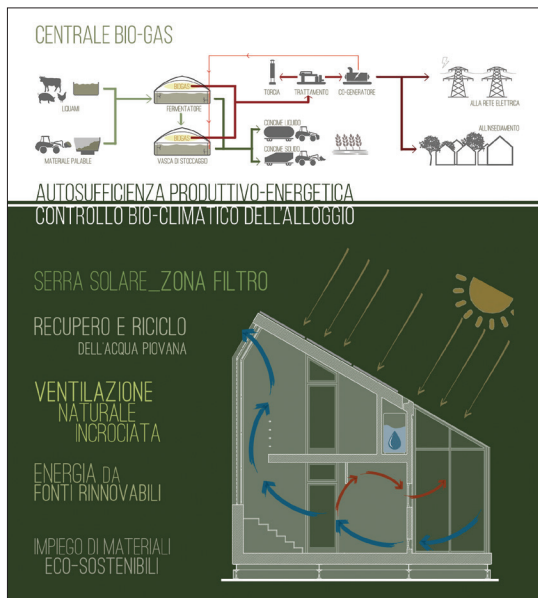 CENTRALE BIO-GAS
LIQUAMI
MATERIALE PALABILE
BIOGAS
FERMENTATORE
BIOGAS
VASCA DI STOCCAGGIO
TORCIA
TRATTAMENTO
CO-GENERATORE
CONCIME LIQUIDO
CONCIME SOLIDO
ALLA RETE ELETTRICA
ALL'INSEDIAMENTO
AUTOSUFFICIENZA PRODUTTIVO-ENERGETICA
CONTROLLO BIO-CLIMATICO DELL'ALLOGGIO
SERRA SOLARE_ZONA FILTRO
RECUPERO E RICICLO
DELL'ACQUA PIOVANA
VENTILAZIONE
NATURALE
INCROCIATA
ENERGIA DA
FONTI RINNOVABILI
IMPIEGO DI MATERIALI
ECO-SOSTENIBILI